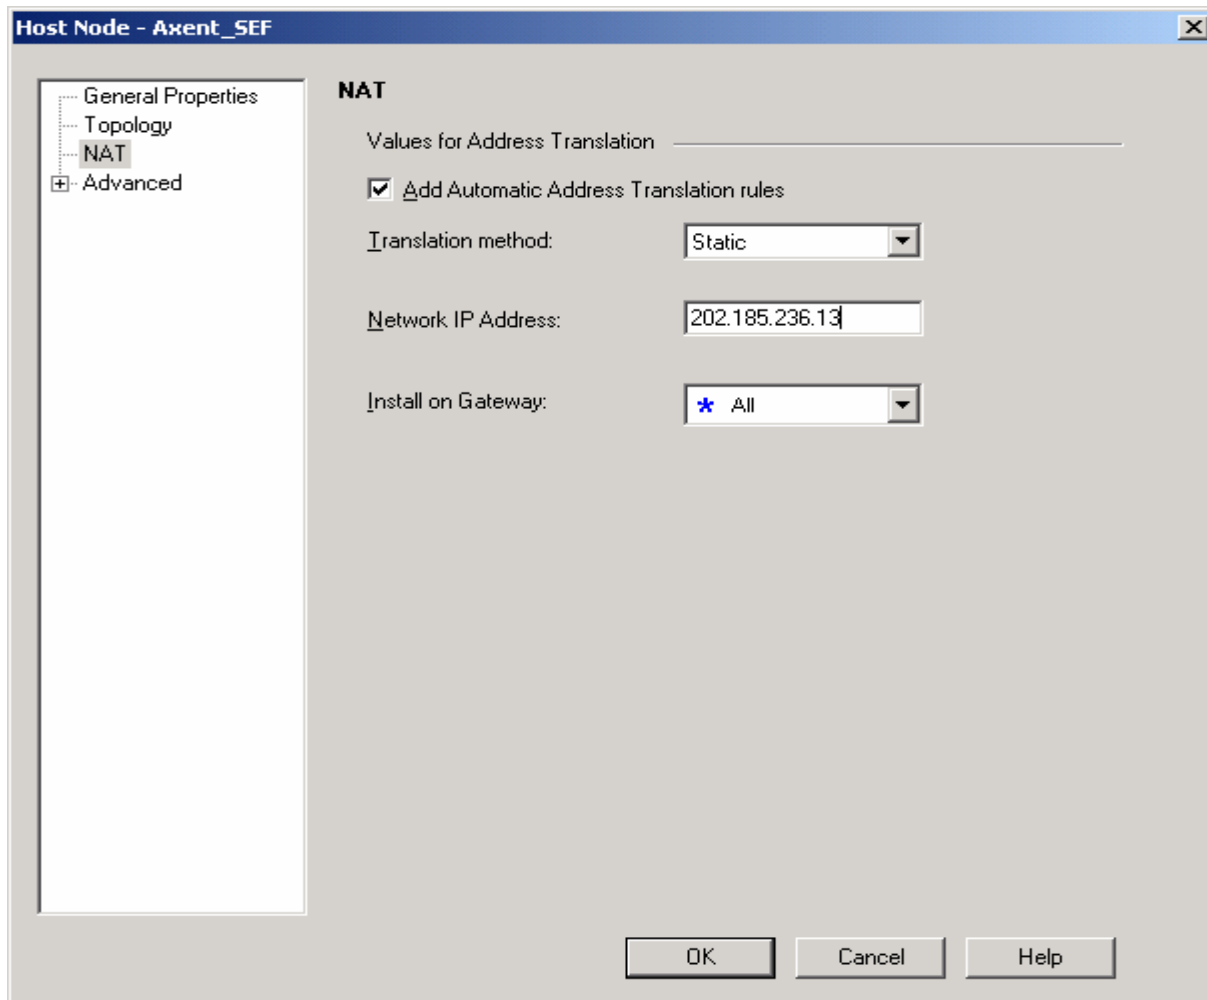 Host Node - Axent_SEF
General Properties
Topology
NAT
Advanced
NAT
Values for Address Translation
Add Automatic Address Translation rules
Translation method:
Static
Network IP Address:
202.185.236.13
Install on Gateway:
* All
OK
Cancel
Help